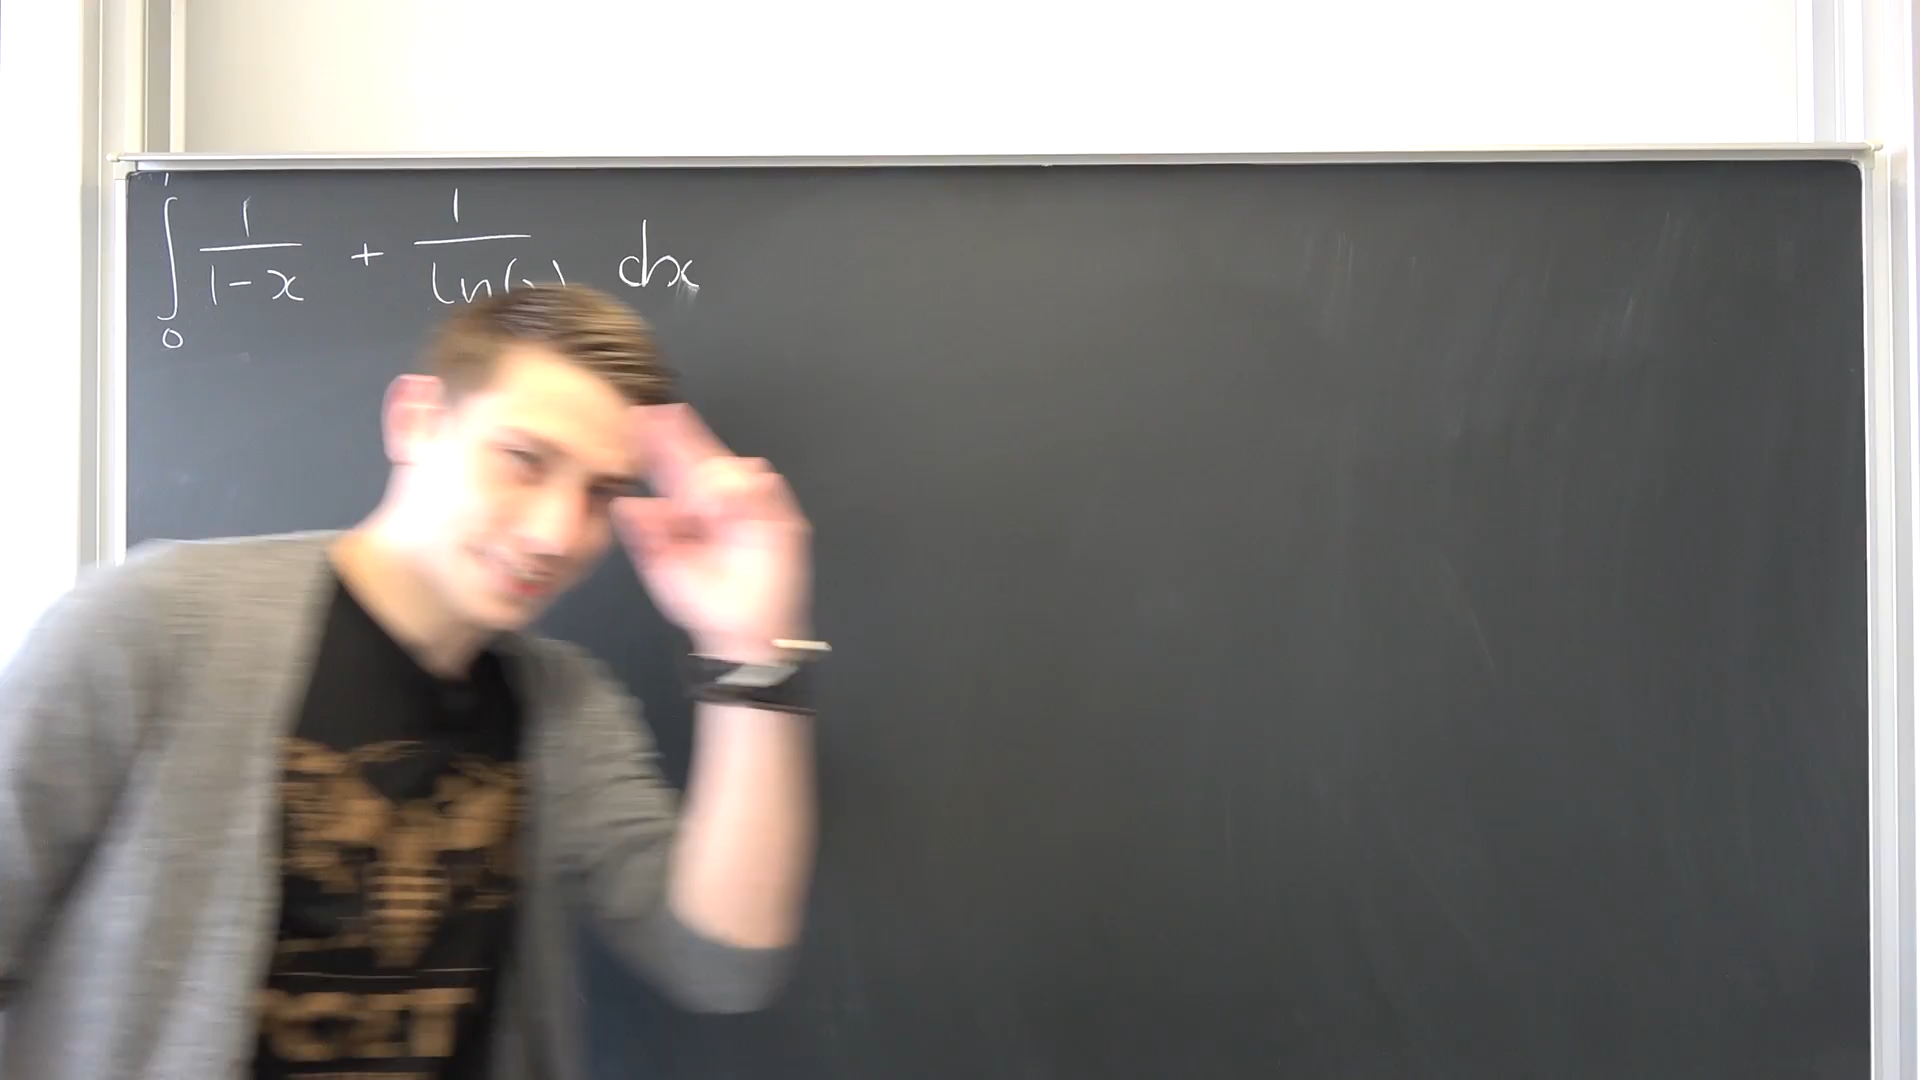 ∫₀¹ 1/(1-x) + 1/ln(x) dx